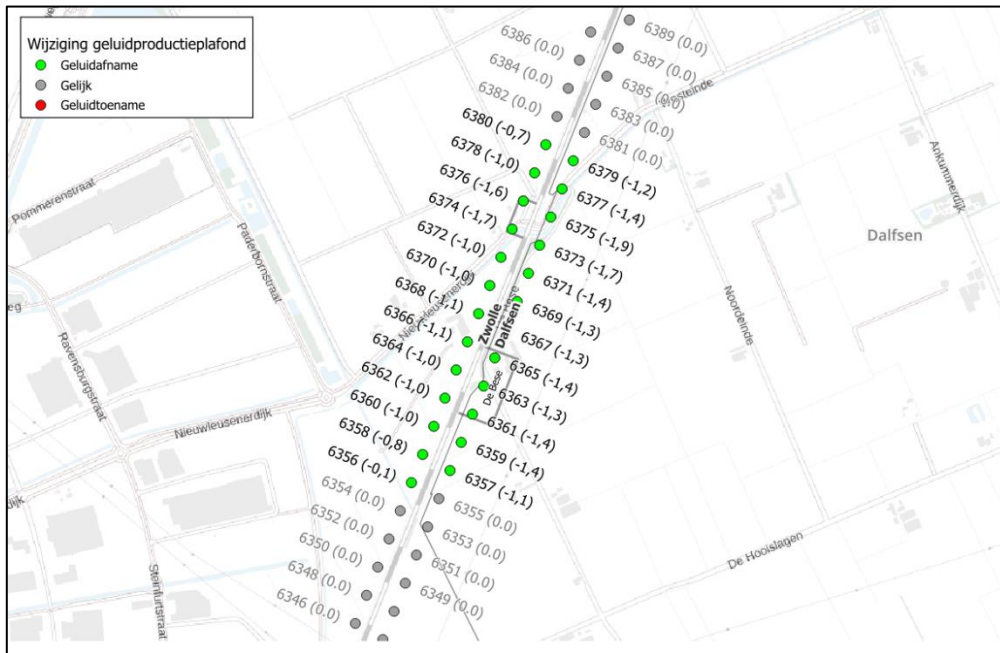 Wijziging geluidproductieplafond
Geluidafname
Gelijk
Geluidtoename
6386 (0.0)
6384 (0.0)
6382 (0.0)
6380 (-0,7)
6378 (-1,0)
6376 (-1,6)
6374 (-1,7)
6372 (-1,0)
6370 (-1,0)
6368 (-1,1)
6366 (-1,1)
6364 (-1,0)
6362 (-1,0)
6360 (-1,0)
6358 (-0,8)
6356 (-0,1)
6354 (0.0)
6352 (0.0)
6350 (0.0)
6348 (0.0)
6346 (0.0)
6389 (0.0)
6387 (0.0)
6385 (0.0)
6383 (0.0)
6381 (0.0)
6379 (-1,2)
6377 (-1,4)
6375 (-1,9)
6373 (-1,7)
6371 (-1,4)
6369 (-1,3)
6367 (-1,3)
6365 (-1,4)
6363 (-1,3)
6361 (-1,4)
6359 (-1,4)
6357 (-1,1)
6355 (0.0)
6353 (0.0)
6351 (0.0)
6349 (0.0)
Pommerenstraat
Paderbornstraat
Ravensburgstraat
Nieuwleusenerdijk
Steinfurtstraat
Zwolle
Dalfsen
De Bese
Ankummerdijk
Dalfsen
Noordeinde
De Hooislagen